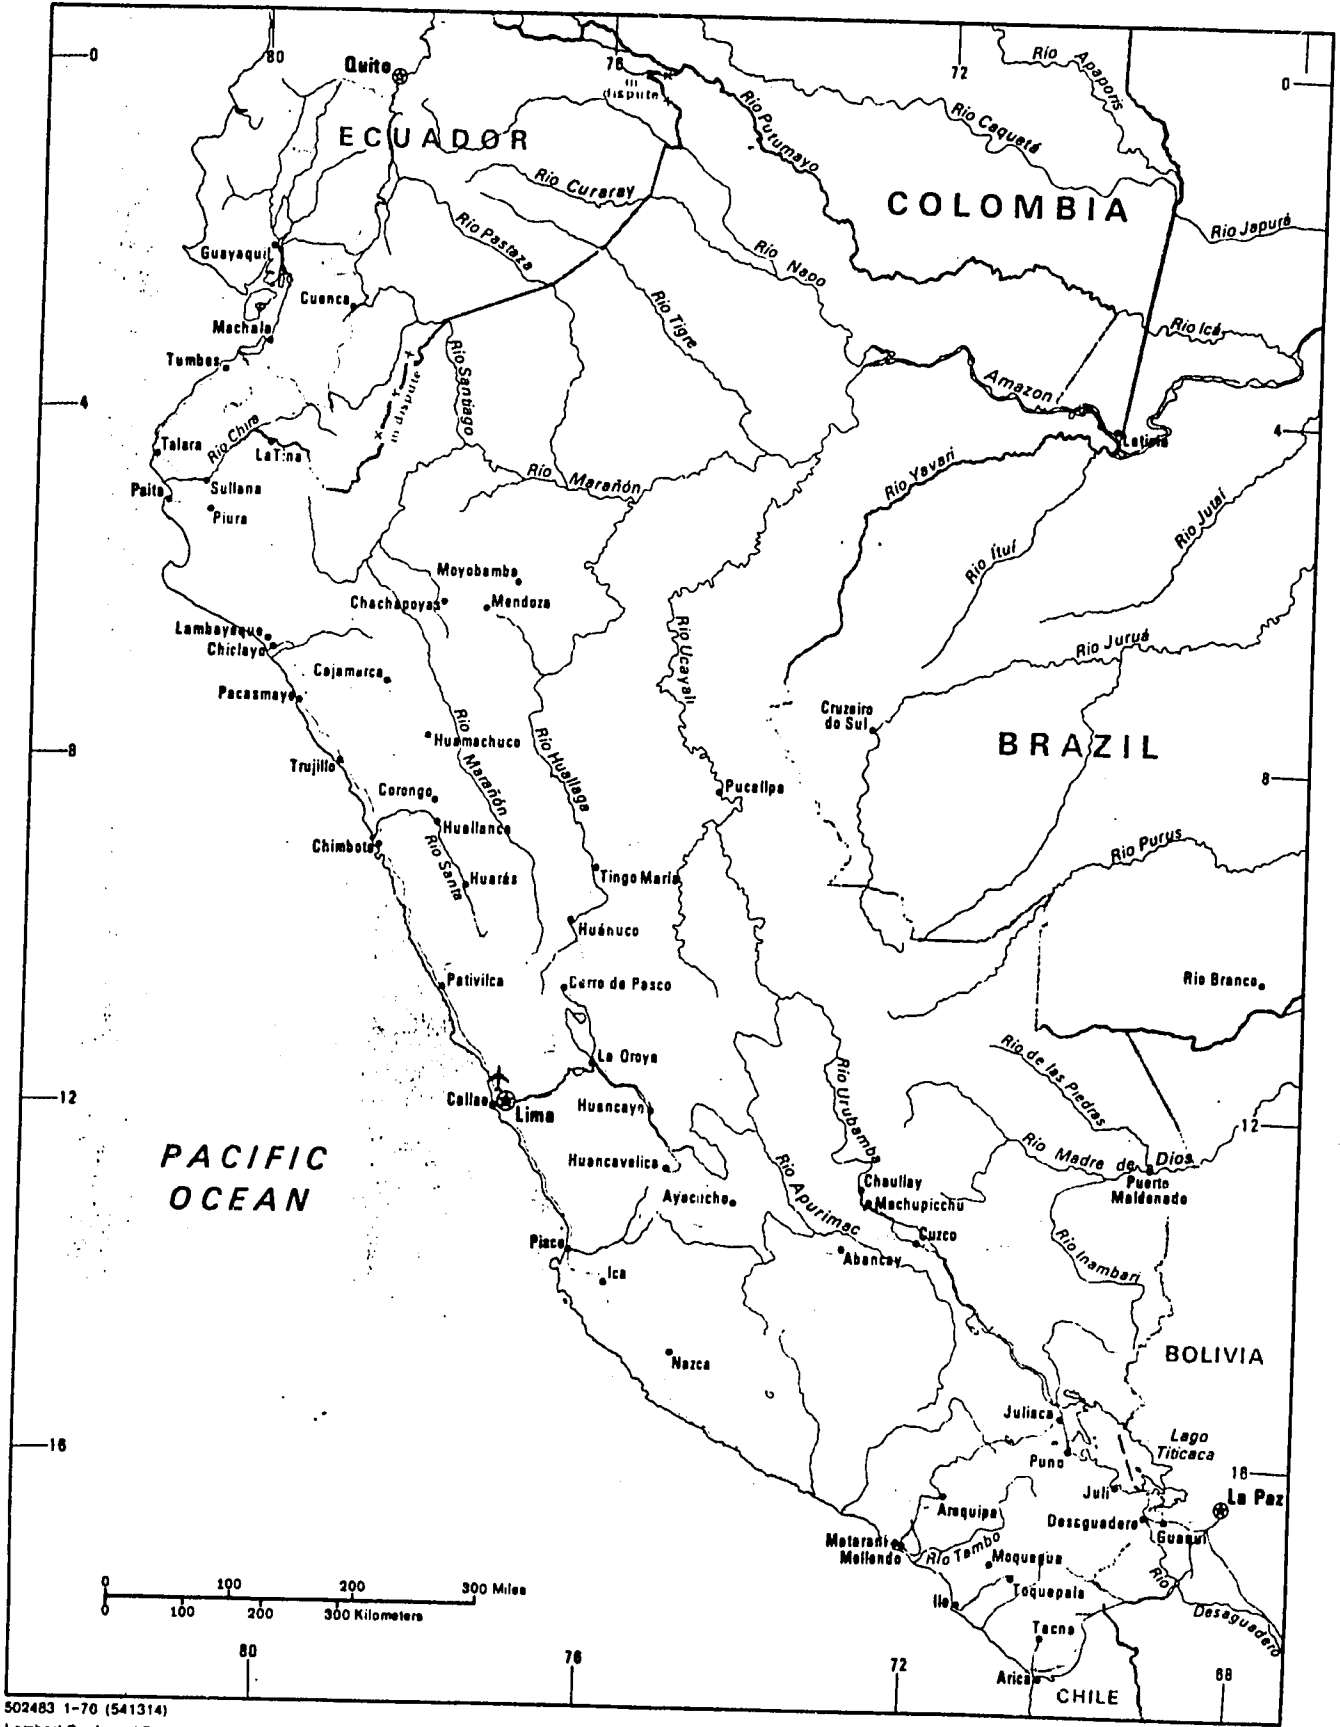 80
76
72
0
0
Quito
in
dispute
Río Apaporis
Río Caquetá
Río Putumayo
ECUADOR
Río Curaray
COLOMBIA
Río Japurá
Río Pastaza
Río Napo
Guayaquil
Cuenca
Río Tigre
Machala
Río Içá
Tumbes
Río Santiago
in dispute
Amazon
4
4
Talara
Río Chira
LaTina
Leticia
Río Yavari
Río Marañón
Paita
Sullana
Piura
Río Jutaí
Río Ituí
Moyobamba
Chachapoyas
Mendoza
Lambayeque
Chiclayo
Río Ucayali
Río Juruá
Cajamarca
Pacasmayo
Cruzeiro
do Sul
Río Marañón
Huamachuco
Río Huallaga
BRAZIL
8
8
Trujillo
Corongo
Pucallpa
Huallanca
Chimbote
Río Santa
Río Purus
Huarás
Tingo María
Huánuco
Pativilca
Cerro de Pasco
Rio Branco
La Oroya
Río de las Piedras
Río Urubamba
12
12
Callao
Lima
Huancayo
PACIFIC
OCEAN
Río Madre de Dios
Huancavelica
Puerto
Maldonado
Río Apurimac
Chaullay
Machupicchu
Ayacucho
Cuzco
Pisco
Abancay
Río Inambari
Ica
Nazca
BOLIVIA
Juliaca
Lago
Titicaca
16
16
Puno
Juli
La Paz
Arequipa
Desaguadero
Guaqui
Matarani
Mollendo
Río Tambo
Moquegua
Toquepala
Río Desaguadero
Ilo
Tacna
Arica
CHILE
0 100 200 300 Miles
0 100 200 300 Kilometers
80
76
72
68
502483 1-70 (541314)